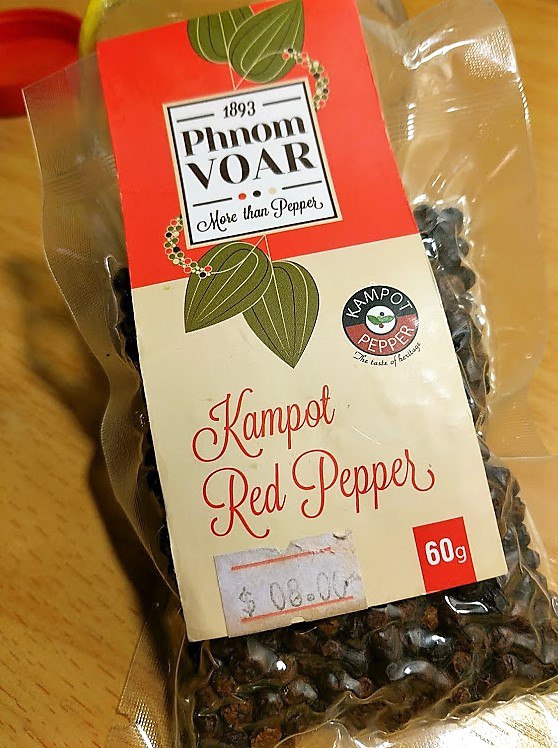 1893
Phnom
VOAR
More than Pepper
KAMPOT
PEPPER
The taste of heritage
Kampot
Red Pepper
60g
$ 08.00